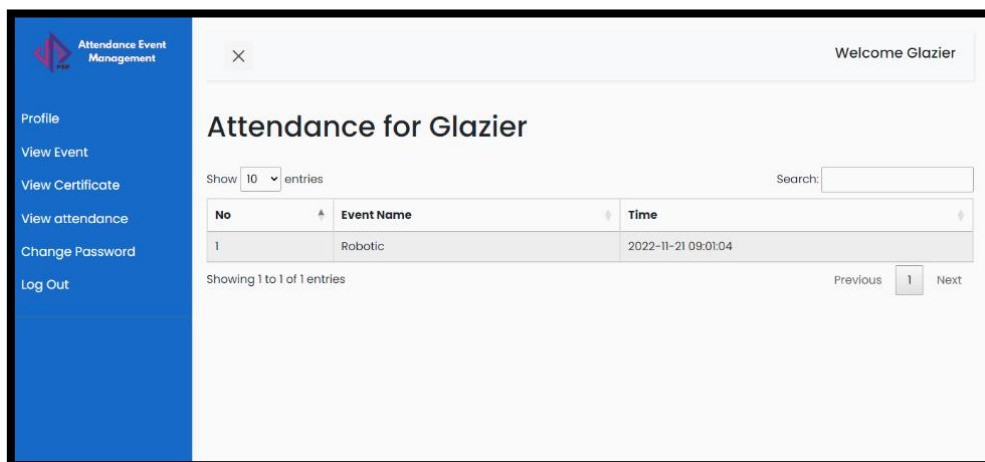 Attendance Event
Management
PSP
Profile
View Event
View Certificate
View attendance
Change Password
Log Out
Welcome Glazier
Attendance for Glazier
Show 10 entries
Search:
No Event Name Time
1 Robotic 2022-11-21 09:01:04
Showing 1 to 1 of 1 entries
Previous 1 Next